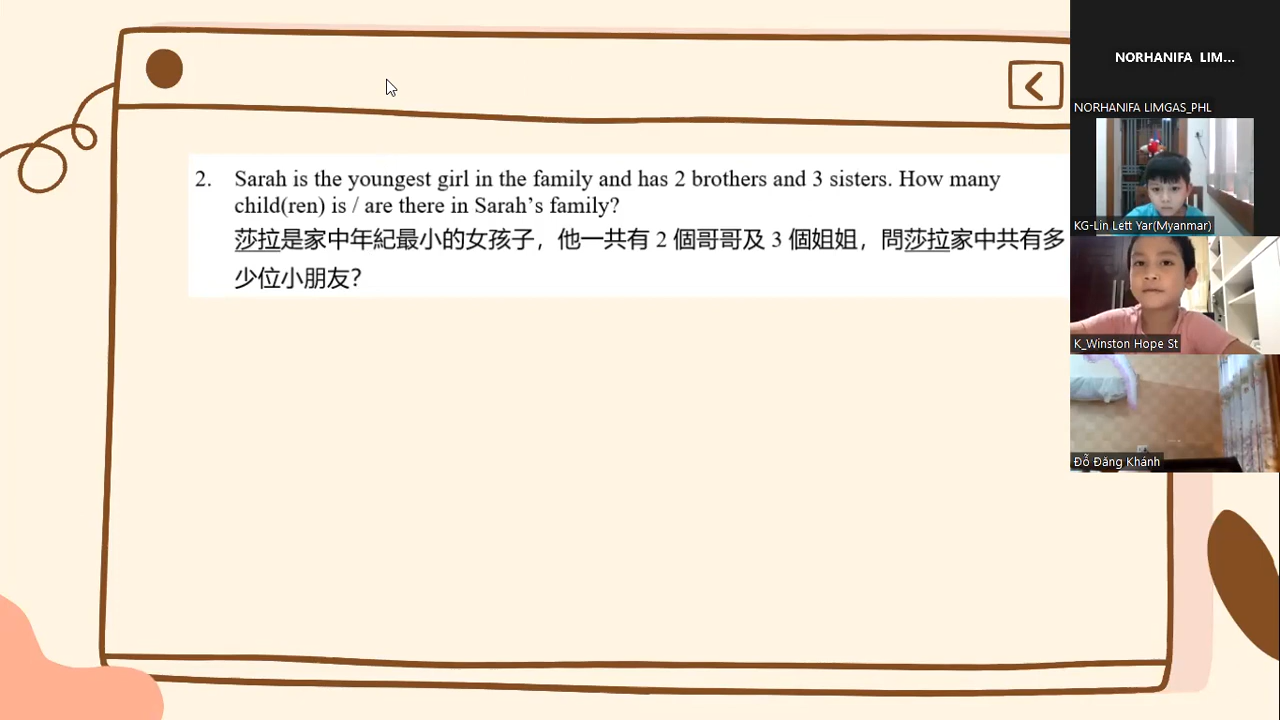 NORHANIFA LIM...
NORHANIFA LIMGAS_PHL
2. Sarah is the youngest girl in the family and has 2 brothers and 3 sisters. How many
child(ren) is / are there in Sarah's family?
莎拉是家中年紀最小的女孩子，他一共有 2 個哥哥及 3 個姐姐，問莎拉家中共有多
少位小朋友？
KG-Lin Lett Yar(Myanmar)
K_Winston Hope St
Đỗ Đăng Khánh